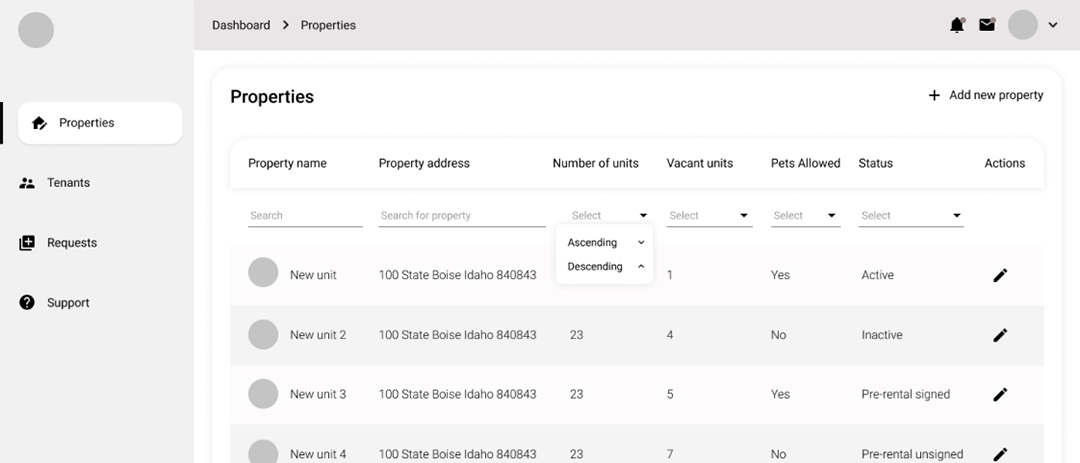 Dashboard Properties
Properties
Tenants
Requests
Support
Properties
Add new property
Property name Property address Number of units Vacant units Pets Allowed Status Actions
Search Search for property Select Select Select Select
Ascending
Descending
New unit 100 State Boise Idaho 840843 1 Yes Active
New unit 2 100 State Boise Idaho 840843 23 4 No Inactive
New unit 3 100 State Boise Idaho 840843 23 5 Yes Pre-rental signed
New unit 4 100 State Boise Idaho 840843 23 7 No Pre-rental unsigned